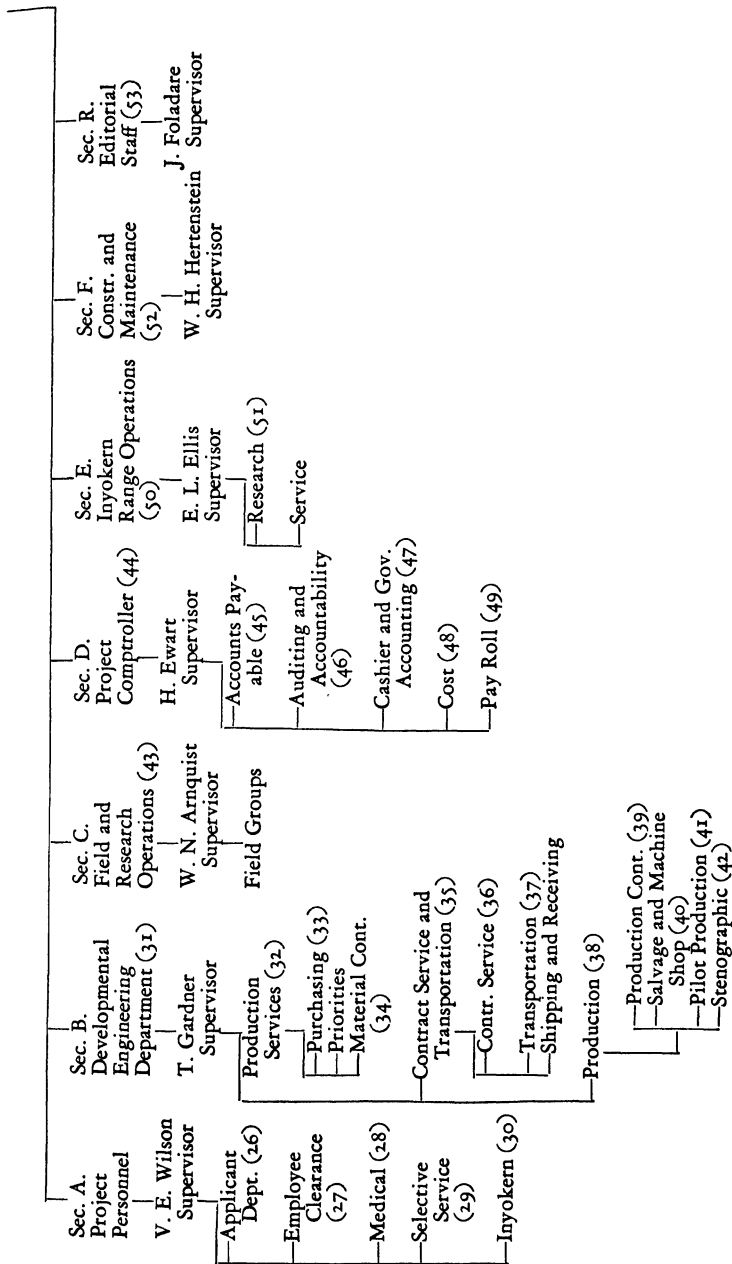 Sec. A.
Project
Personnel
V. E. Wilson
Supervisor
Applicant
Dept. (26)
Employee
Clearance
(27)
Medical (28)
Selective
Service
(29)
Inyokern (30)
Sec. B.
Developmental
Engineering
Department (31)
T. Gardner
Supervisor
Production
Services (32)
Purchasing (33)
Priorities
Material Cont.
(34)
Contract Service and
Transportation (35)
Contr. Service (36)
Transportation (37)
Shipping and Receiving
Production (38)
Production Cont. (39)
Salvage and Machine
Shop (40)
Pilot Production (41)
Stenographic (42)
Sec. C.
Field and
Research
Operations (43)
W. N. Arnquist
Supervisor
Field Groups
Sec. D.
Project
Comptroller (44)
H. Ewart
Supervisor
Accounts Pay-
able (45)
Auditing and
Accountability
(46)
Cashier and Gov.
Accounting (47)
Cost (48)
Pay Roll (49)
Sec. E.
Inyokern
Range Operations
(50)
E. L. Ellis
Supervisor
Research (51)
Service
Sec. F.
Constr. and
Maintenance
(52)
W. H. Hertenstein
Supervisor
Sec. R.
Editorial
Staff (53)
J. Foladare
Supervisor